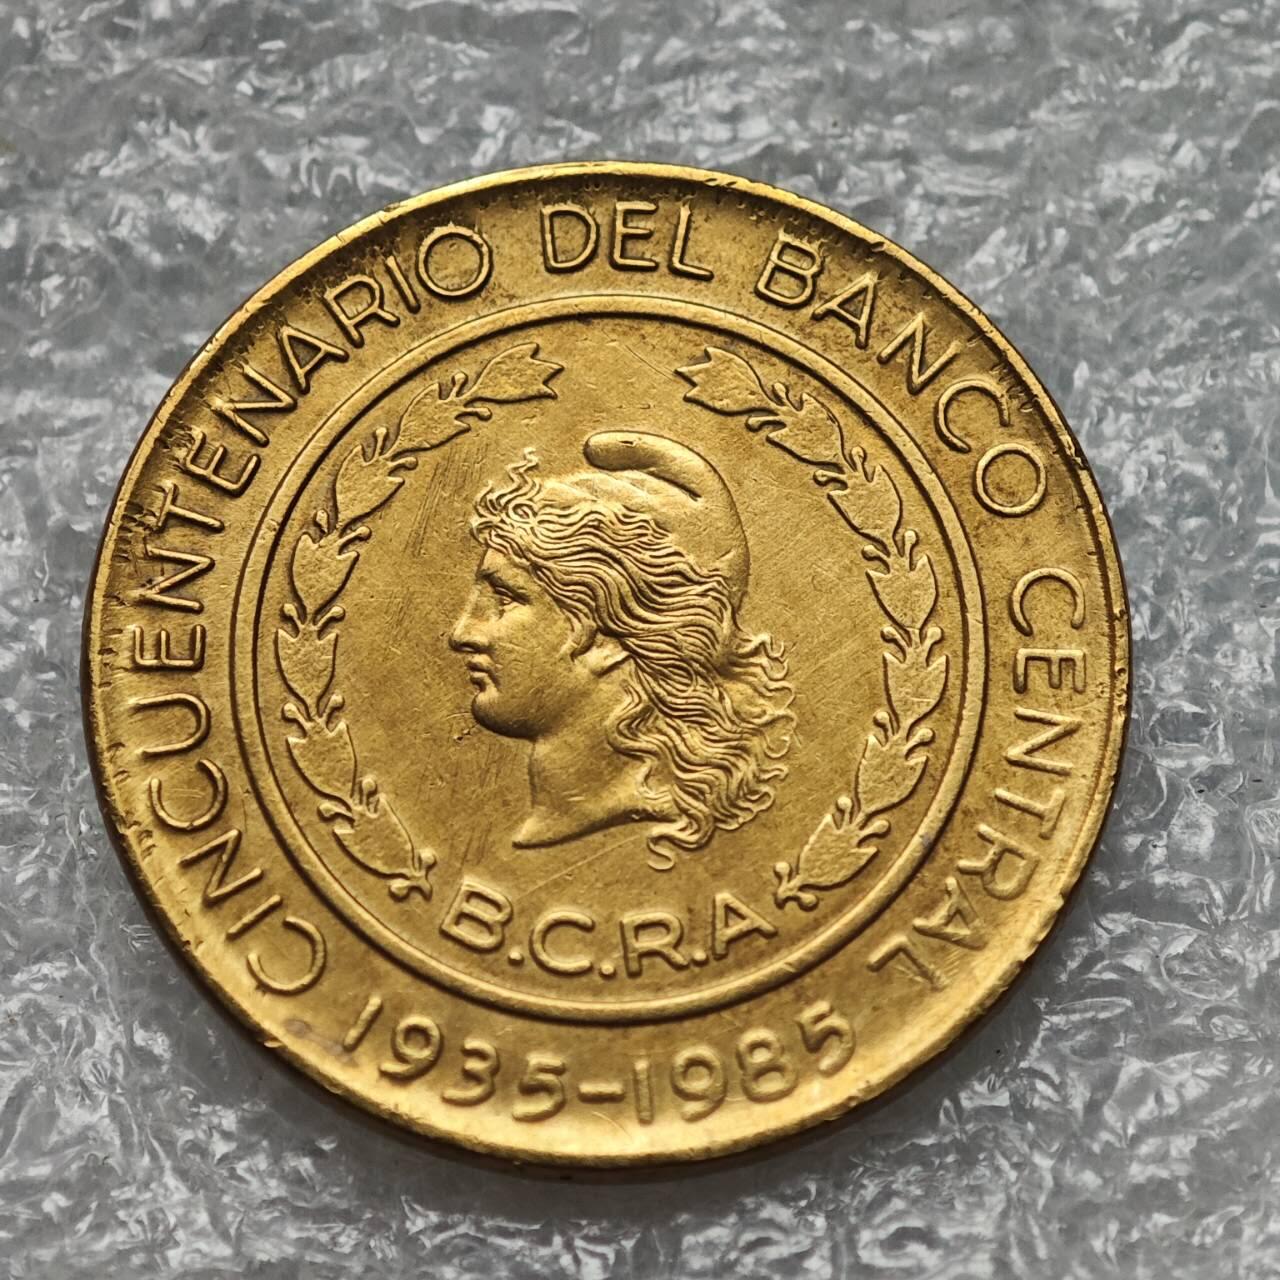 CINCUENTENARIO DEL BANCO CENTRAL
B.C.R.A
1935-1985